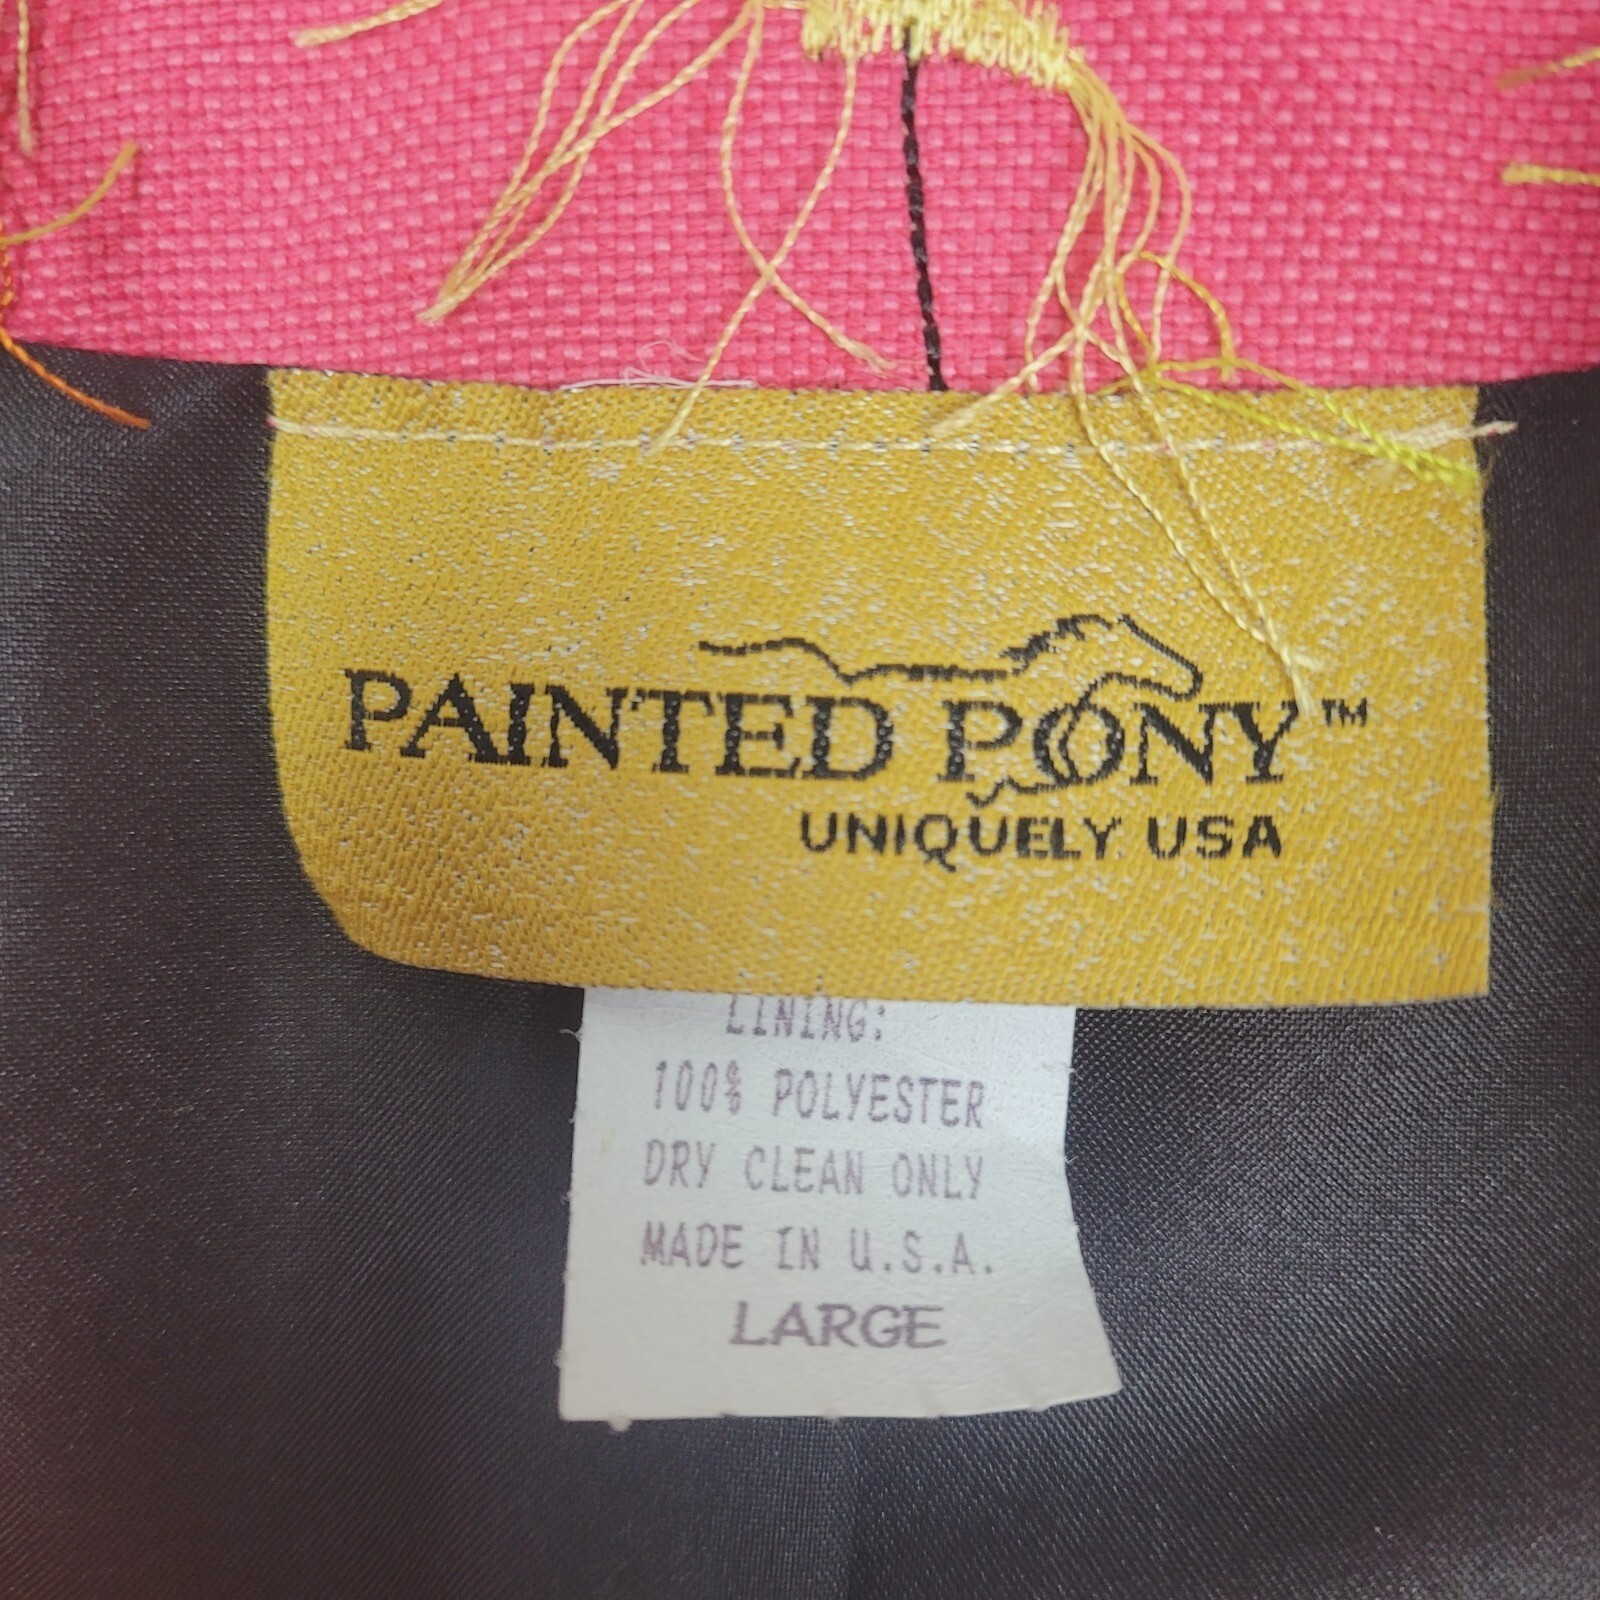 PAINTED PONY™
UNIQUELY USA
LINING:
100% POLYESTER
DRY CLEAN ONLY
MADE IN U.S.A.
LARGE